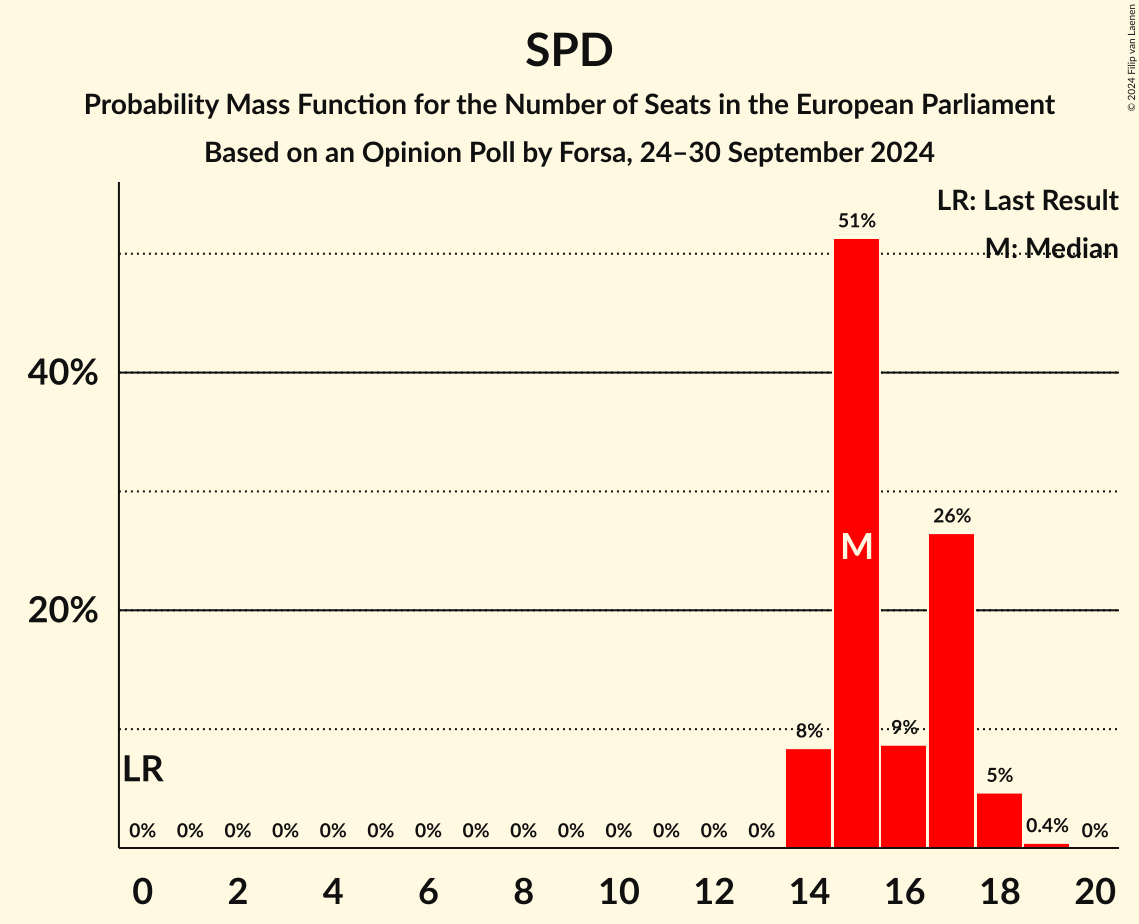 SPD
Probability Mass Function for the Number of Seats in the European Parliament
Based on an Opinion Poll by Forsa, 24–30 September 2024
© 2024 Filip van Laenen
LR: Last Result
M: Median
51%
40%
26%
M
20%
8%
9%
5%
LR
0% 0% 0% 0% 0% 0% 0% 0% 0% 0% 0% 0% 0% 0% 0.4% 0%
0 2 4 6 8 10 12 14 16 18 20